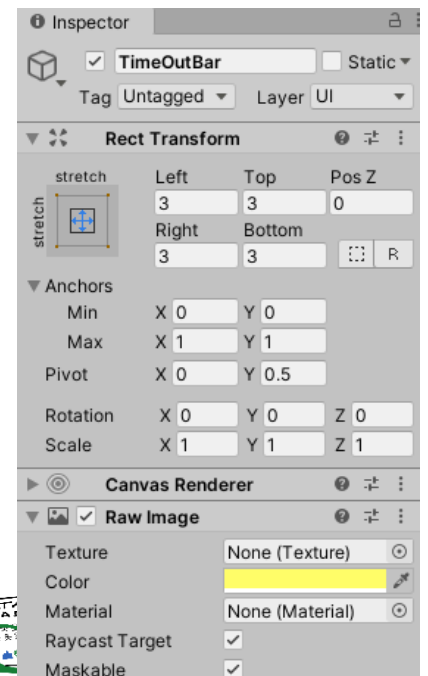 Inspector
TimeOutBar Static
Tag Untagged Layer UI
Rect Transform
stretch Left Top Pos Z
stretch 3 3 0
Right Bottom
3 3 R
Anchors
Min X 0 Y 0
Max X 1 Y 1
Pivot X 0 Y 0.5
Rotation X 0 Y 0 Z 0
Scale X 1 Y 1 Z 1
Canvas Renderer
Raw Image
Texture None (Texture)
Color
Material None (Material)
Raycast Target
Maskable